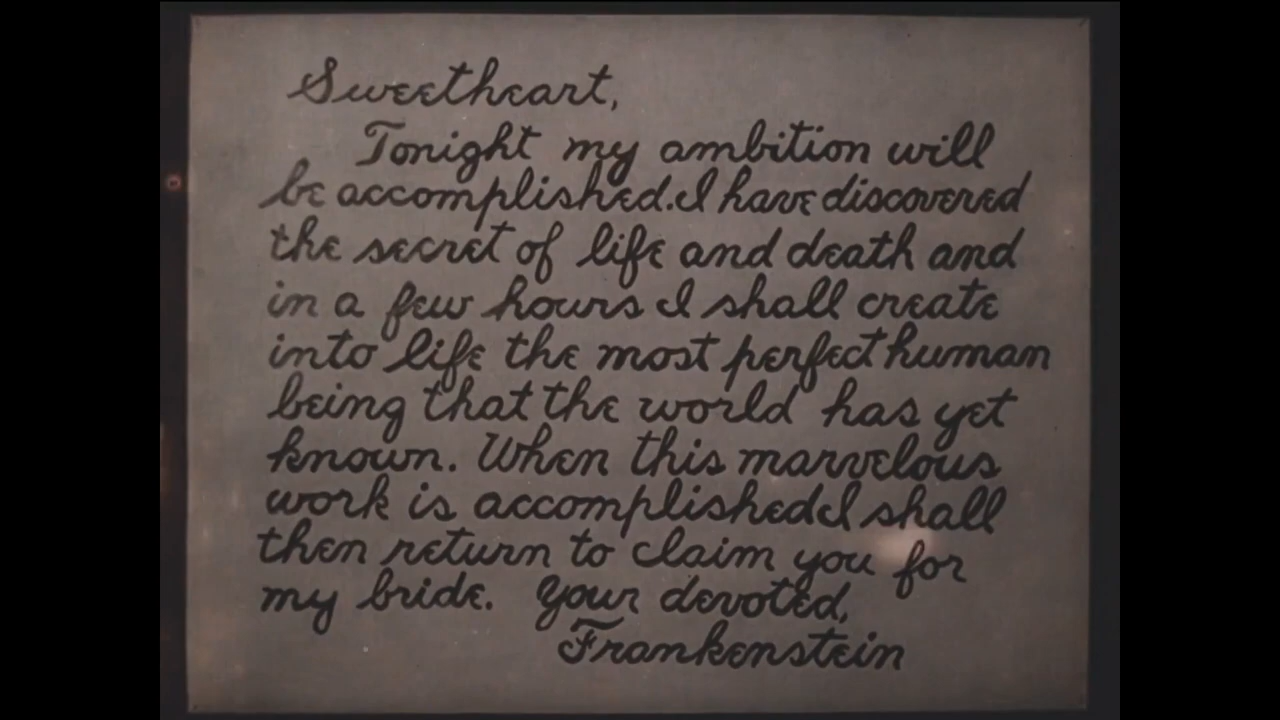 Sweetheart,
Tonight my ambition will
be accomplished. I have discovered
the secret of life and death and
in a few hours I shall create
into life the most perfect human
being that the world has yet
known. When this marvelous
work is accomplished I shall
then return to claim you for
my bride. Your devoted,
Frankenstein